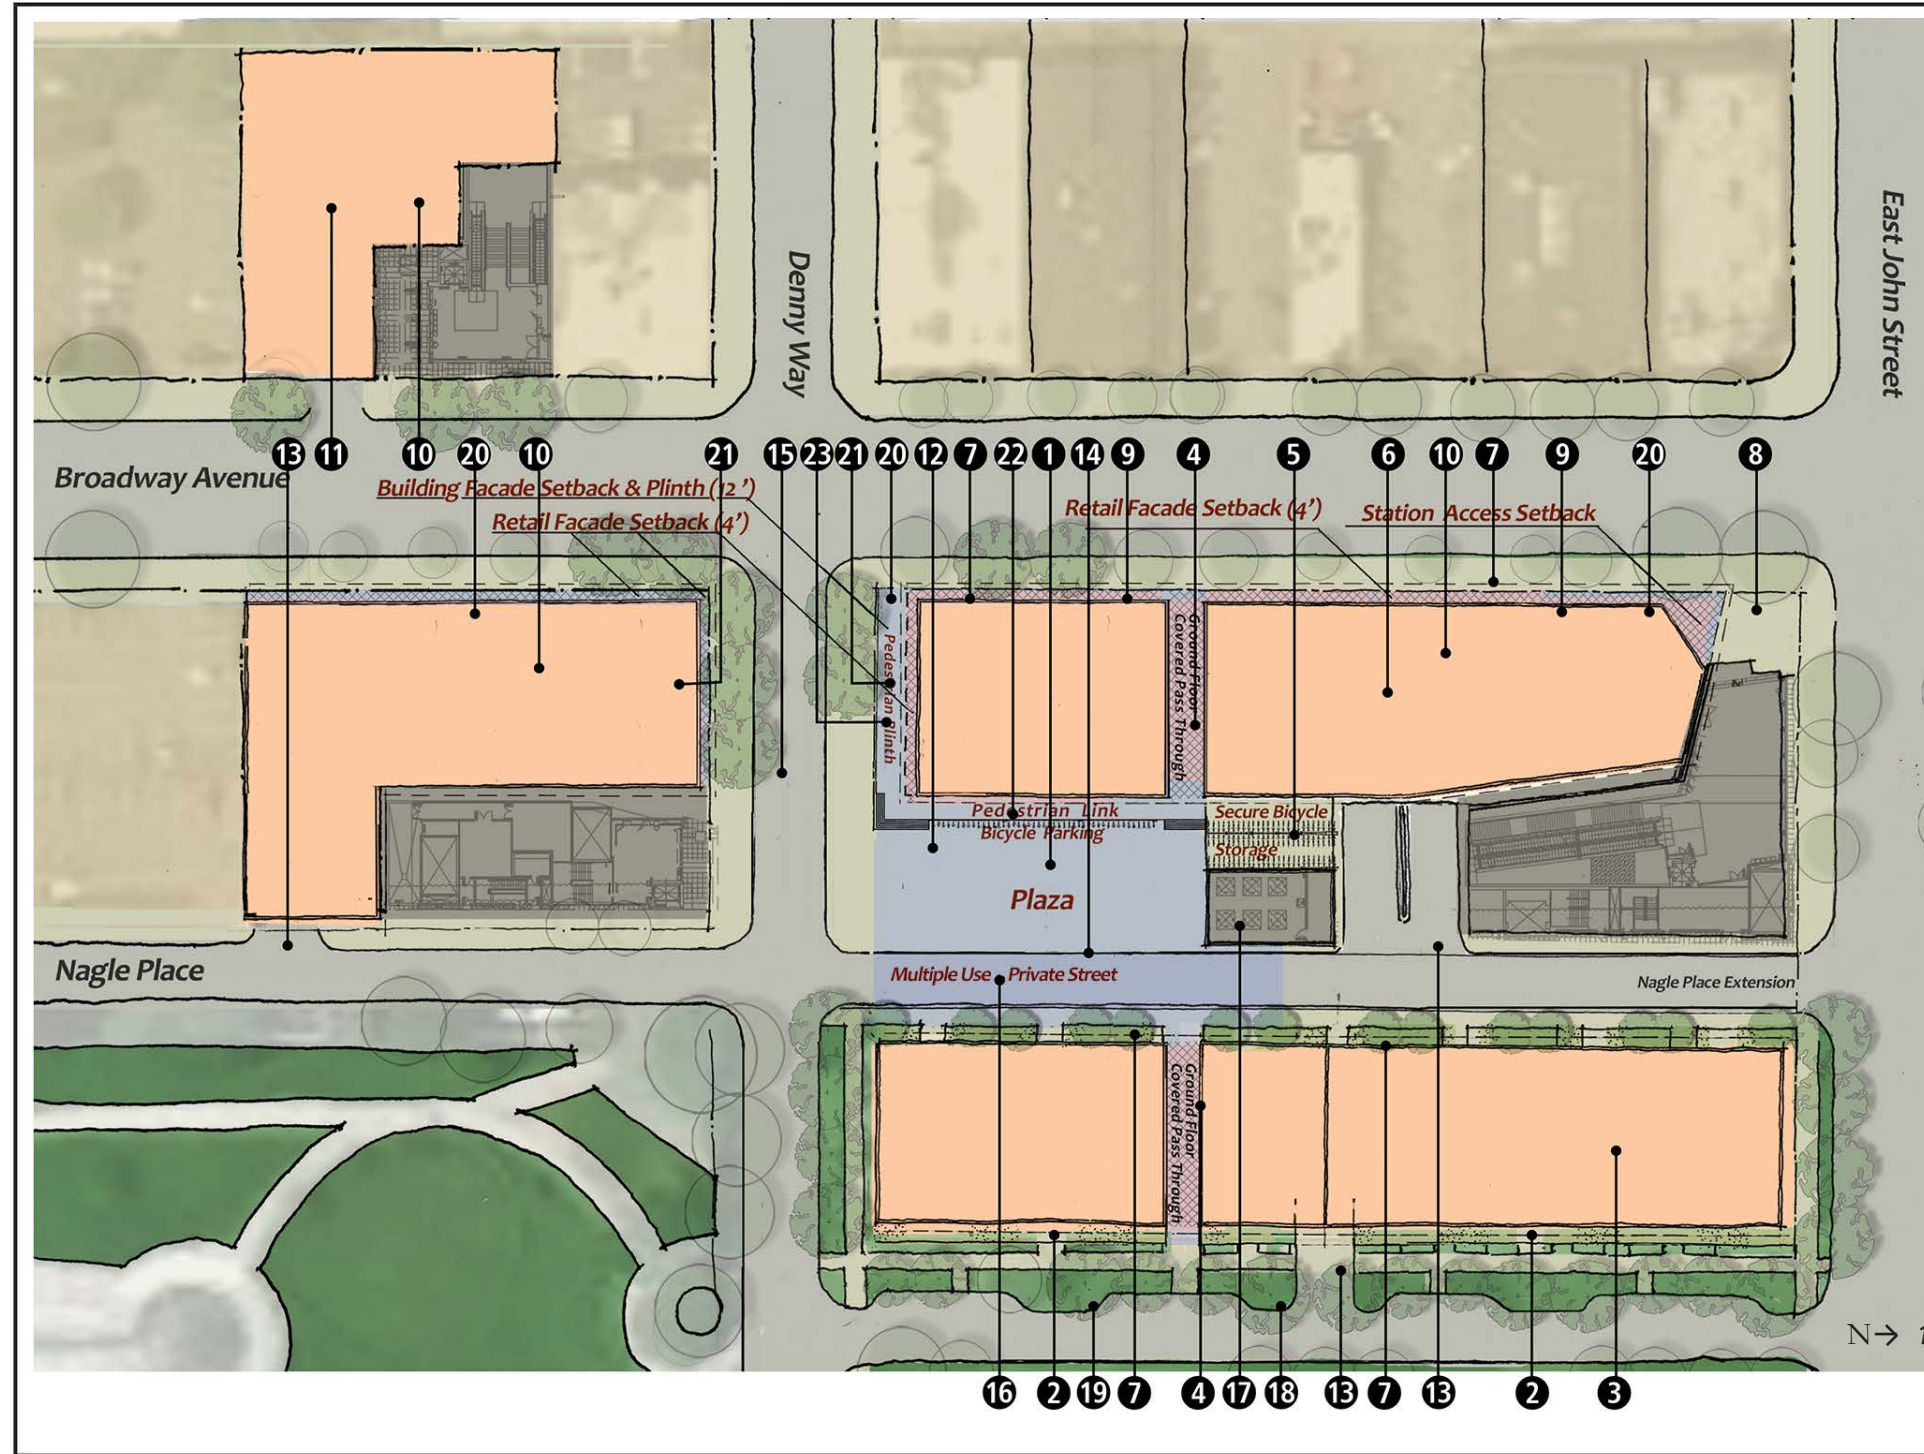 Denny Way
East John Street
13 11 10 20 10 21 15 23 21 20 12 7 22 1 14 9 4 5 6 10 7 9 20 8
Broadway Avenue
Building Facade Setback & Plinth (12')
Retail Facade Setback (4')
Retail Facade Setback (4')
Station Access Setback
Pedestrian Plinth
Ground Floor
Covered Pass Through
Pedestrian Link
Bicycle Parking
Secure Bicycle
Storage
Plaza
Nagle Place
Multiple Use Private Street
Nagle Place Extension
Ground Floor
Covered Pass Through
N→
16 2 19 7 4 17 18 13 7 13 2 3